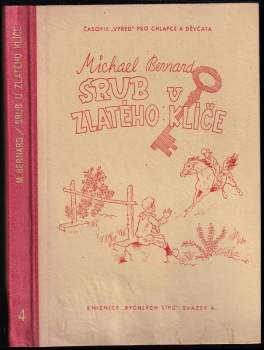 ČASOPIS „VPŘED" PRO CHLAPCE A DĚVČATA
Michael Bernard
SRUB U
ZLATÉHO KLÍČE
KNIŽNICE „RYCHLÝCH ŠÍPŮ" SVAZEK 4.
M. BERNARD / SRUB U ZLATÉHO KLÍČE
4